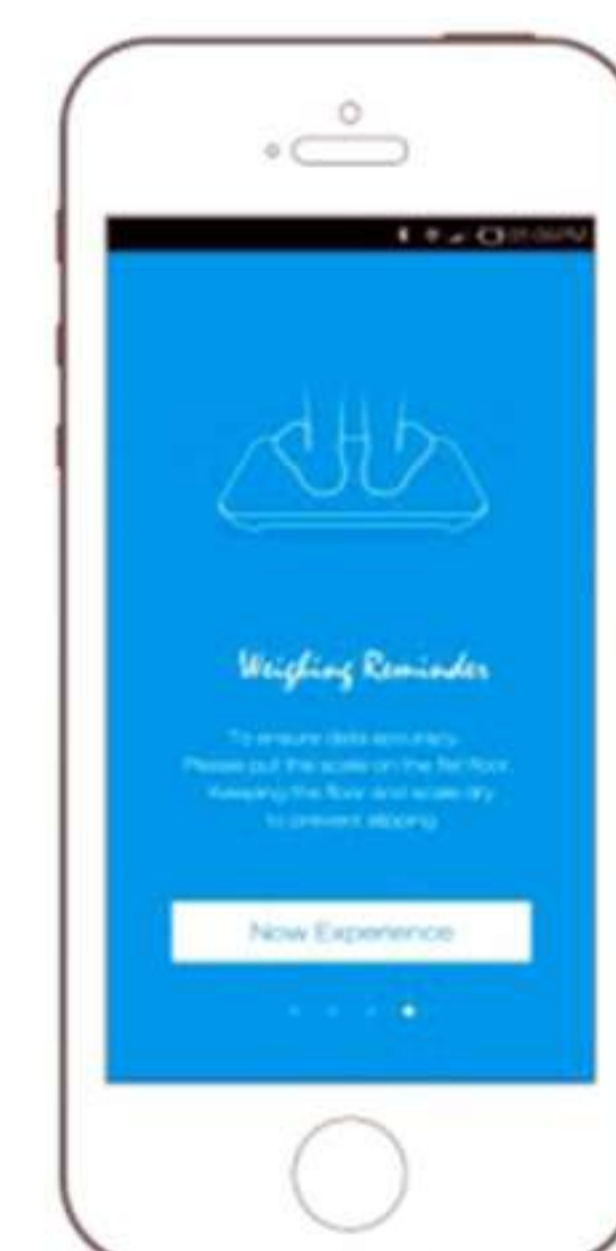 Weighing Reminder
To ensure data accuracy.
Please put the scale on the flat floor.
Keeping the floor and scale dry
to prevent slipping
Now Experience